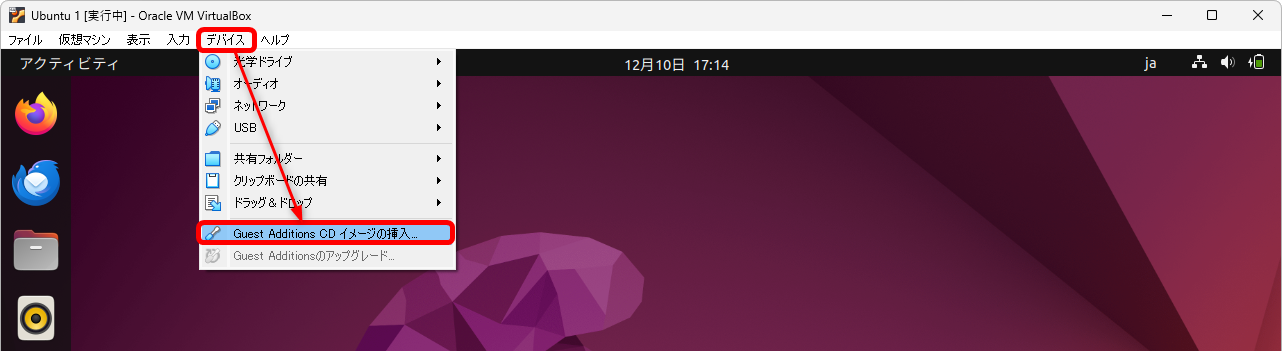 Ubuntu 1 [実行中] - Oracle VM VirtualBox
ファイル 仮想マシン 表示 入力 デバイス ヘルプ
アクティビティ 12月10日 17:14 ja
光学ドライブ
オーディオ
ネットワーク
USB
共有フォルダー
クリップボードの共有
ドラッグ＆ドロップ
Guest Additions CD イメージの挿入...
Guest Additionsのアップグレード...